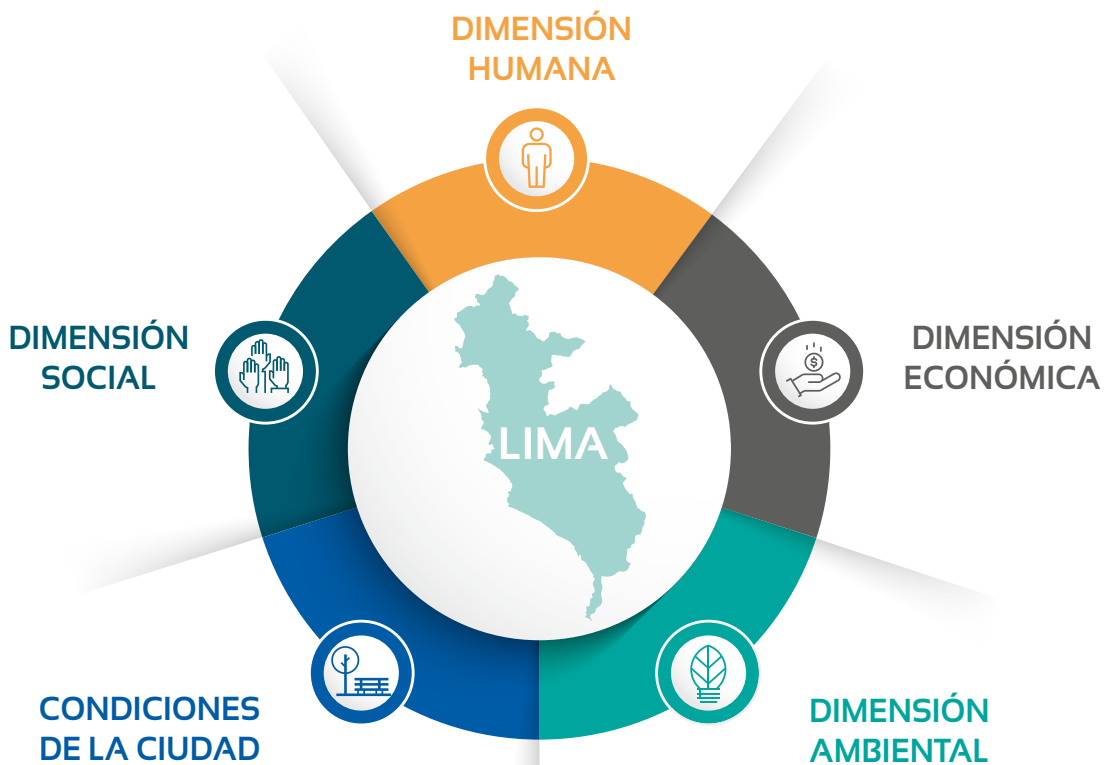 DIMENSIÓN
HUMANA
DIMENSIÓN
SOCIAL
DIMENSIÓN
ECONÓMICA
LIMA
$
CONDICIONES
DE LA CIUDAD
DIMENSIÓN
AMBIENTAL